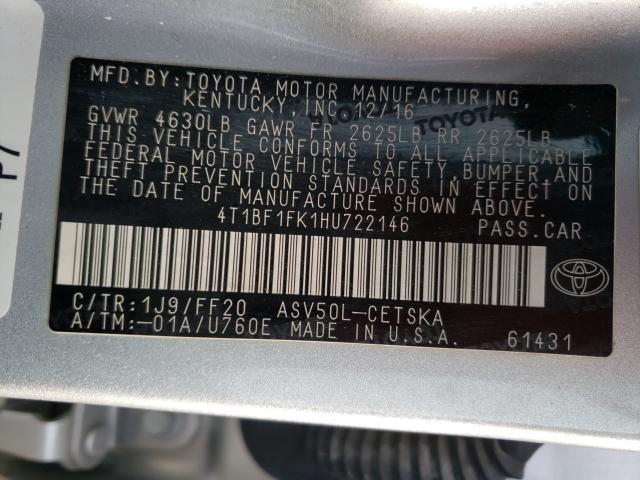 MFD. BY: TOYOTA MOTOR MANUFACTURING,
KENTUCKY, INC 12/16
GVWR 4630LB GAWR FR 2625LB RR 2625LB
THIS VEHICLE CONFORMS TO ALL APPLICABLE
FEDERAL MOTOR VEHICLE SAFETY, BUMPER, AND
THEFT PREVENTION STANDARDS IN EFFECT ON
THE DATE OF MANUFACTURE SHOWN ABOVE.
4T1BF1FK1HU722146 PASS.CAR
C/TR: 1J9/FF20 ASV50L-CETSKA
A/TM: -01A/U760E MADE IN U.S.A. 61431